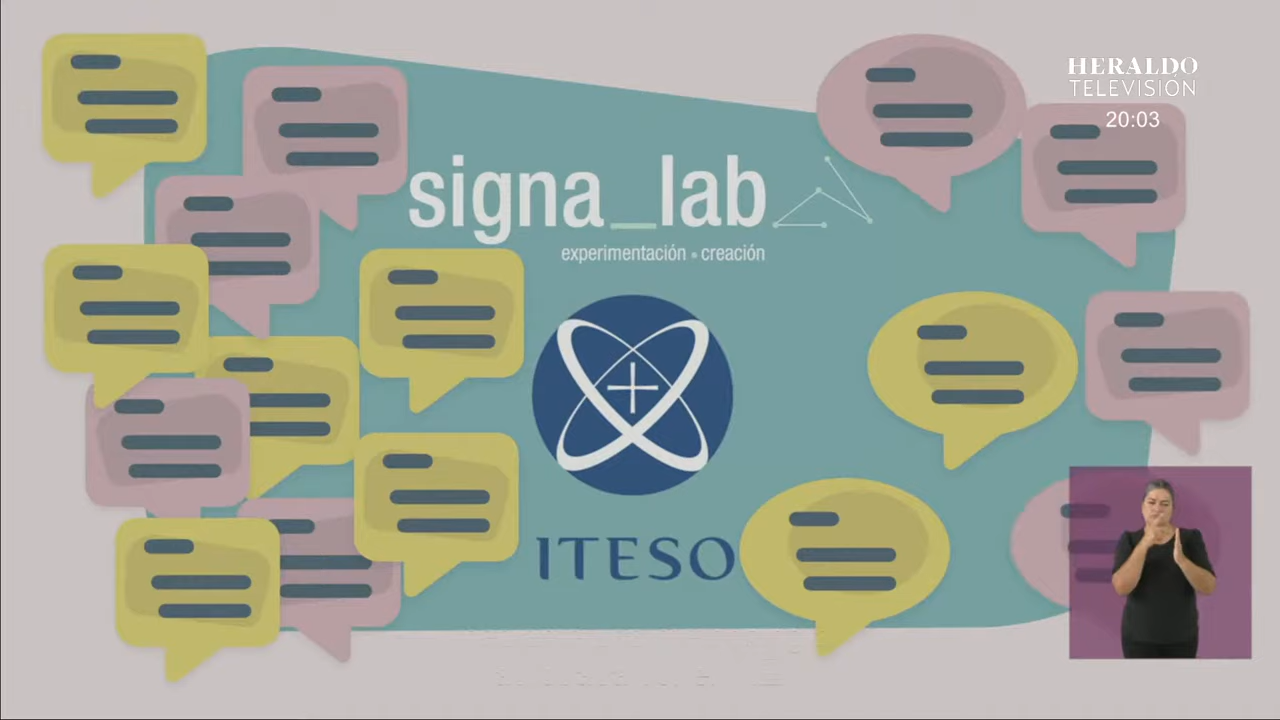 HERALDO
TELEVISIÓN
20:03
signa_lab
experimentación • creación
ITESO